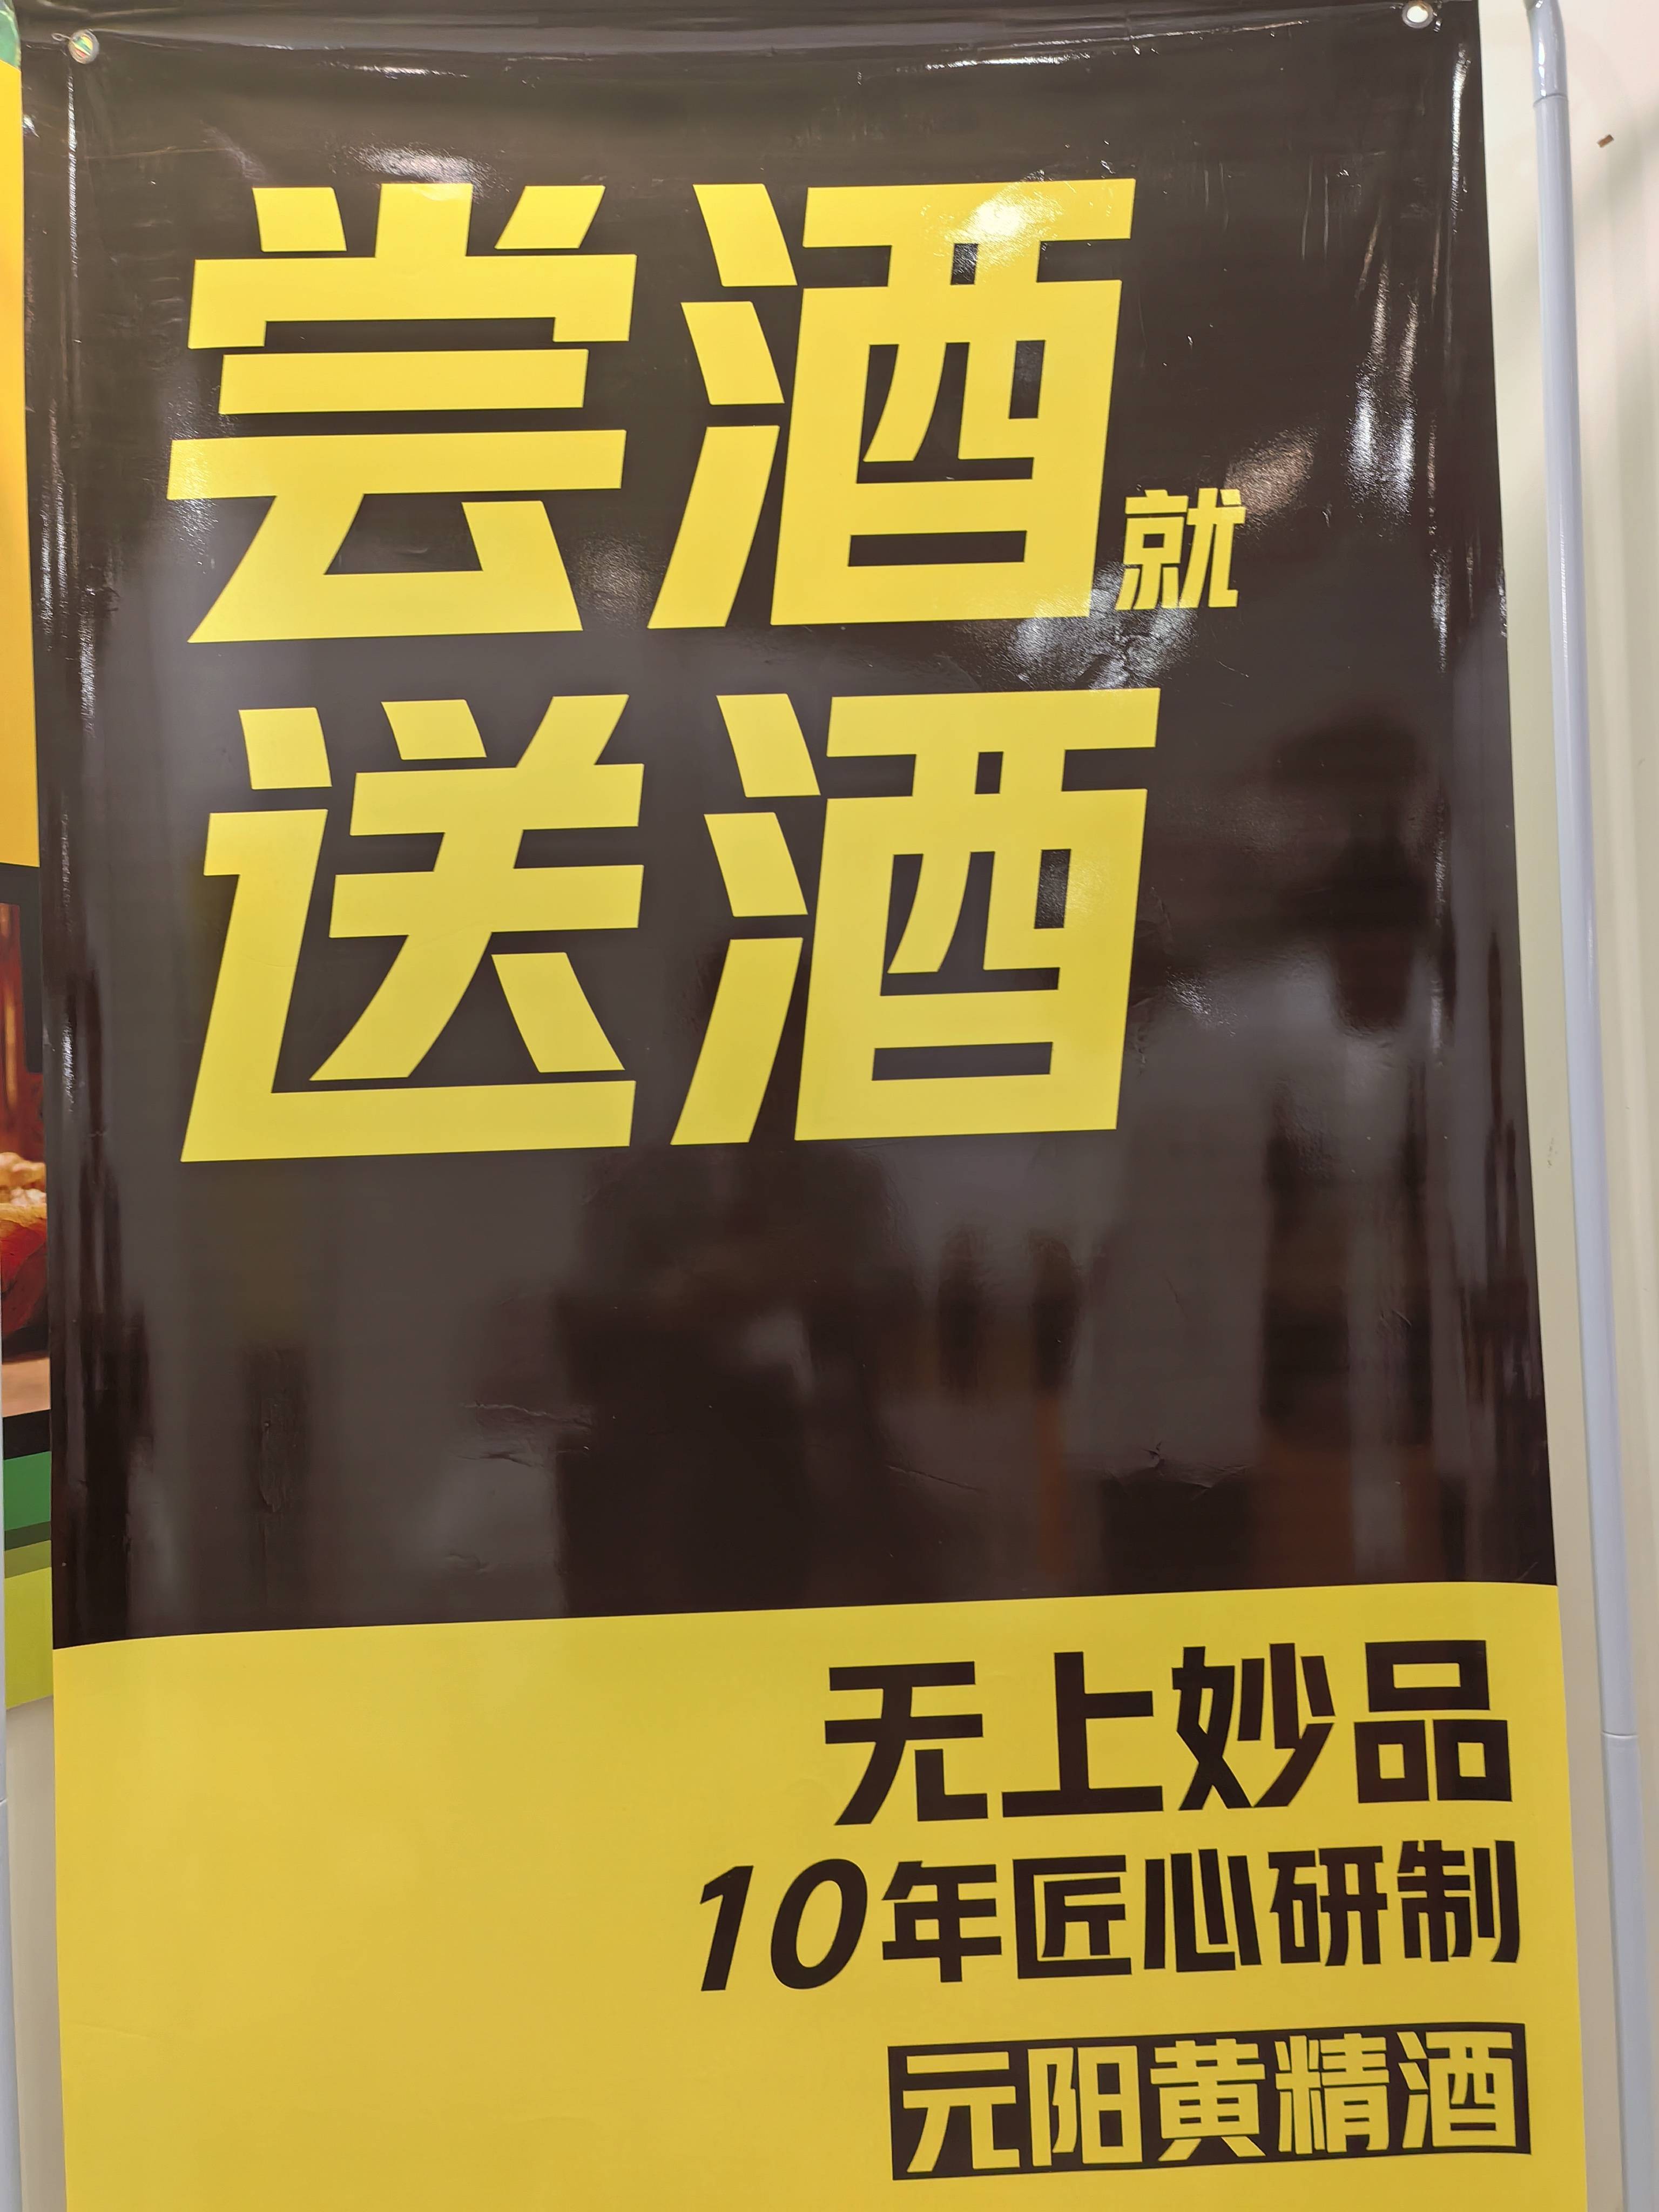 尝酒就
送酒
无上妙品
10年匠心研制
元阳黄精酒